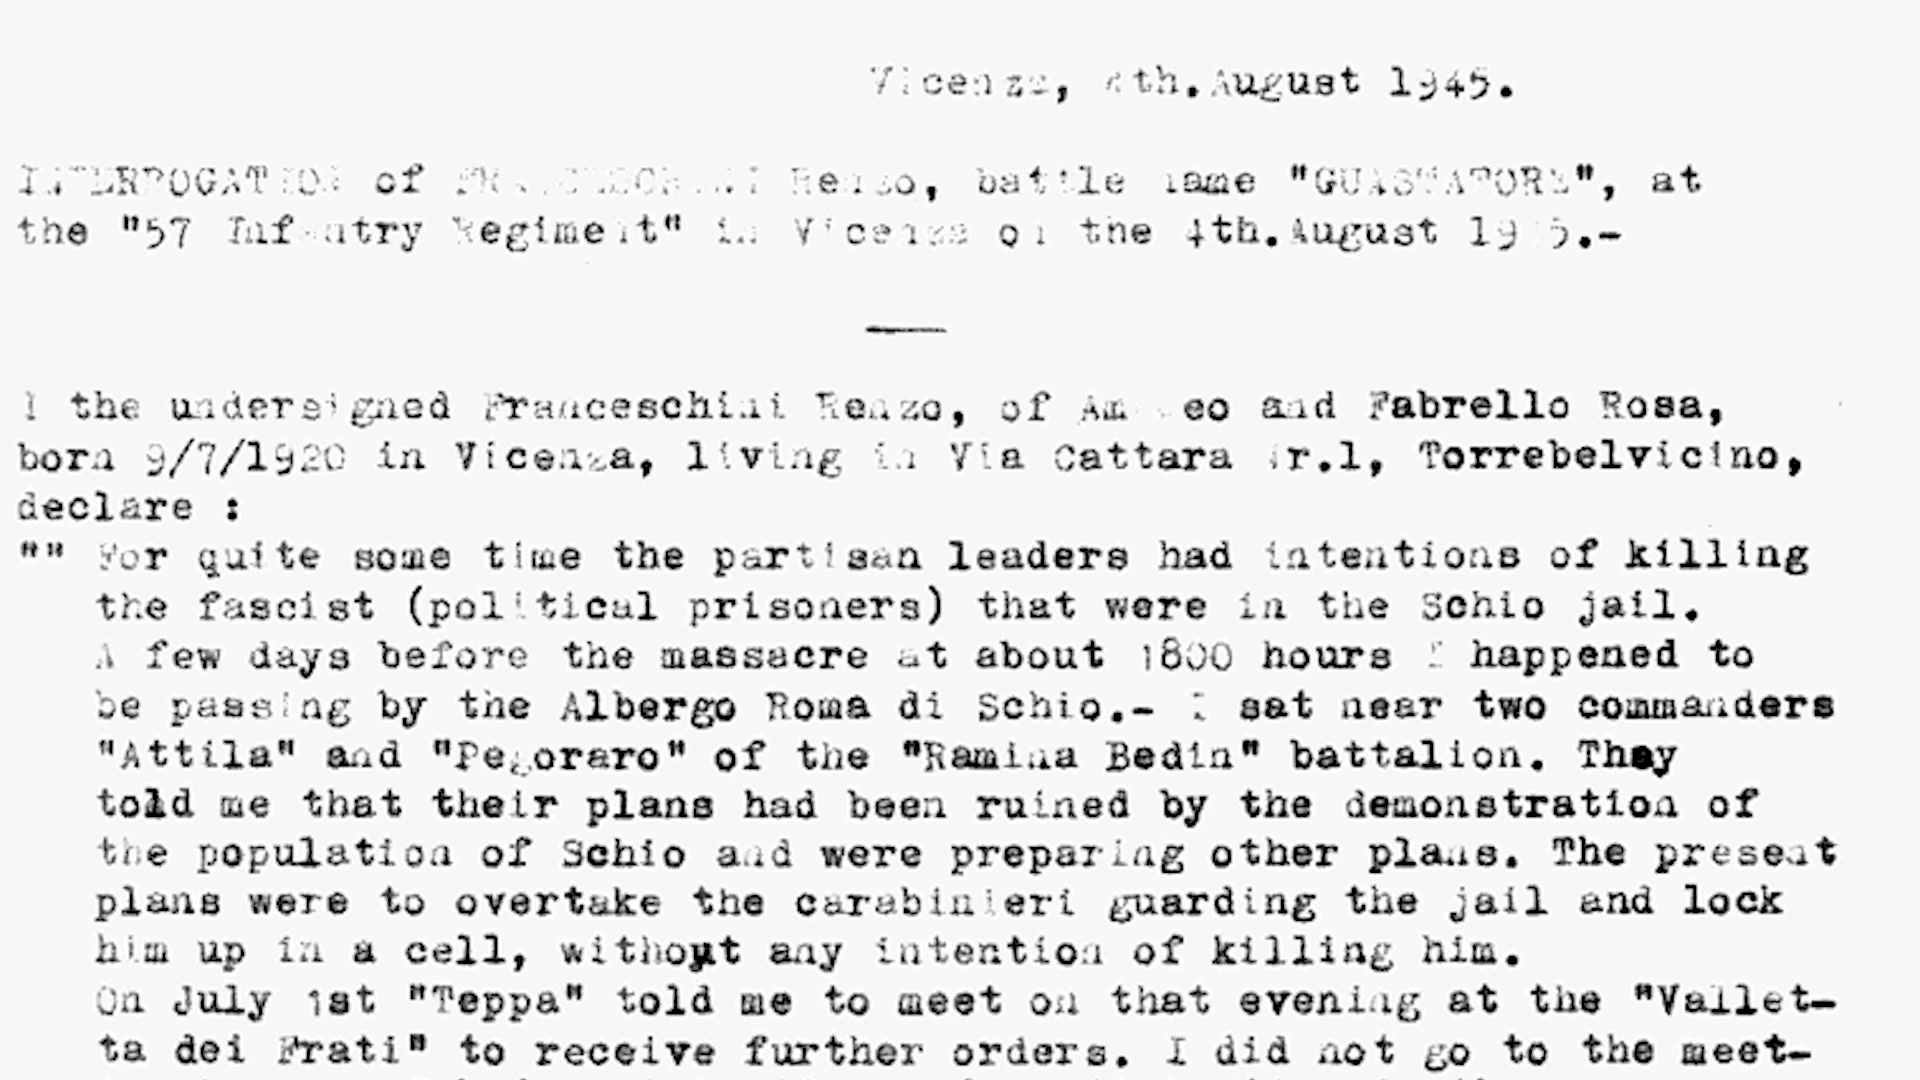 Vicenza, 4th.August 1945.
INTERROGATION of FRANCESCHINI Renzo, battle name "GUASTATORE", at
the "57 Infantry Regiment" in Vicenza on the 4th.August 1945.-
I the undersigned Franceschini Renzo, of and Fabrello Rosa,
born 9/7/1920 in Vicenza, living in Via Cattara Nr.1, Torrebelvicino,
declare :
"" For quite some time the partisan leaders had intentions of killing
the fascist (political prisoners) that were in the Schio jail.
A few days before the massacre at about 1800 hours I happened to
be passing by the Albergo Roma di Schio.- I sat near two commanders
"Attila" and "Pegoraro" of the "Ramina Bedin" battalion. They
told me that their plans had been ruined by the demonstration of
the population of Schio and were preparing other plans. The present
plans were to overtake the carabinieri guarding the jail and lock
him up in a cell, without any intention of killing him.
On July 1st "Teppa" told me to meet on that evening at the "Vallet-
ta dei Frati" to receive further orders. I did not go to the meet-